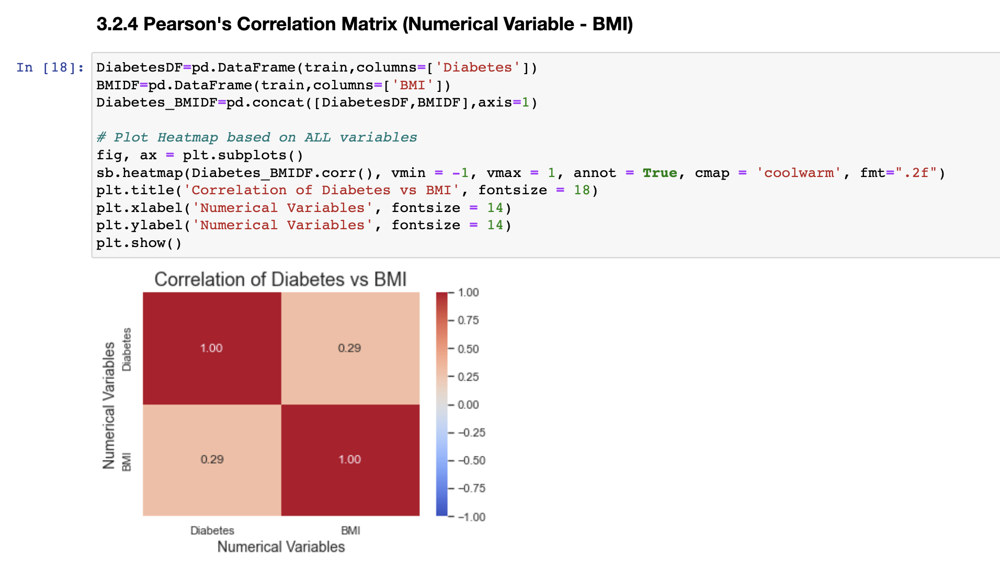 3.2.4 Pearson's Correlation Matrix (Numerical Variable - BMI)
In [18]:
DiabetesDF=pd.DataFrame(train,columns=['Diabetes'])
BMIDF=pd.DataFrame(train,columns=['BMI'])
Diabetes_BMIDF=pd.concat([DiabetesDF,BMIDF],axis=1)
# Plot Heatmap based on ALL variables
fig, ax = plt.subplots()
sb.heatmap(Diabetes_BMIDF.corr(), vmin = -1, vmax = 1, annot = True, cmap = 'coolwarm', fmt=".2f")
plt.title('Correlation of Diabetes vs BMI', fontsize = 18)
plt.xlabel('Numerical Variables', fontsize = 14)
plt.ylabel('Numerical Variables', fontsize = 14)
plt.show()
Correlation of Diabetes vs BMI
Numerical Variables
Diabetes
BMI
1.00
0.29
0.29
1.00
1.00
0.75
0.50
0.25
0.00
−0.25
−0.50
−0.75
−1.00
Diabetes
BMI
Numerical Variables